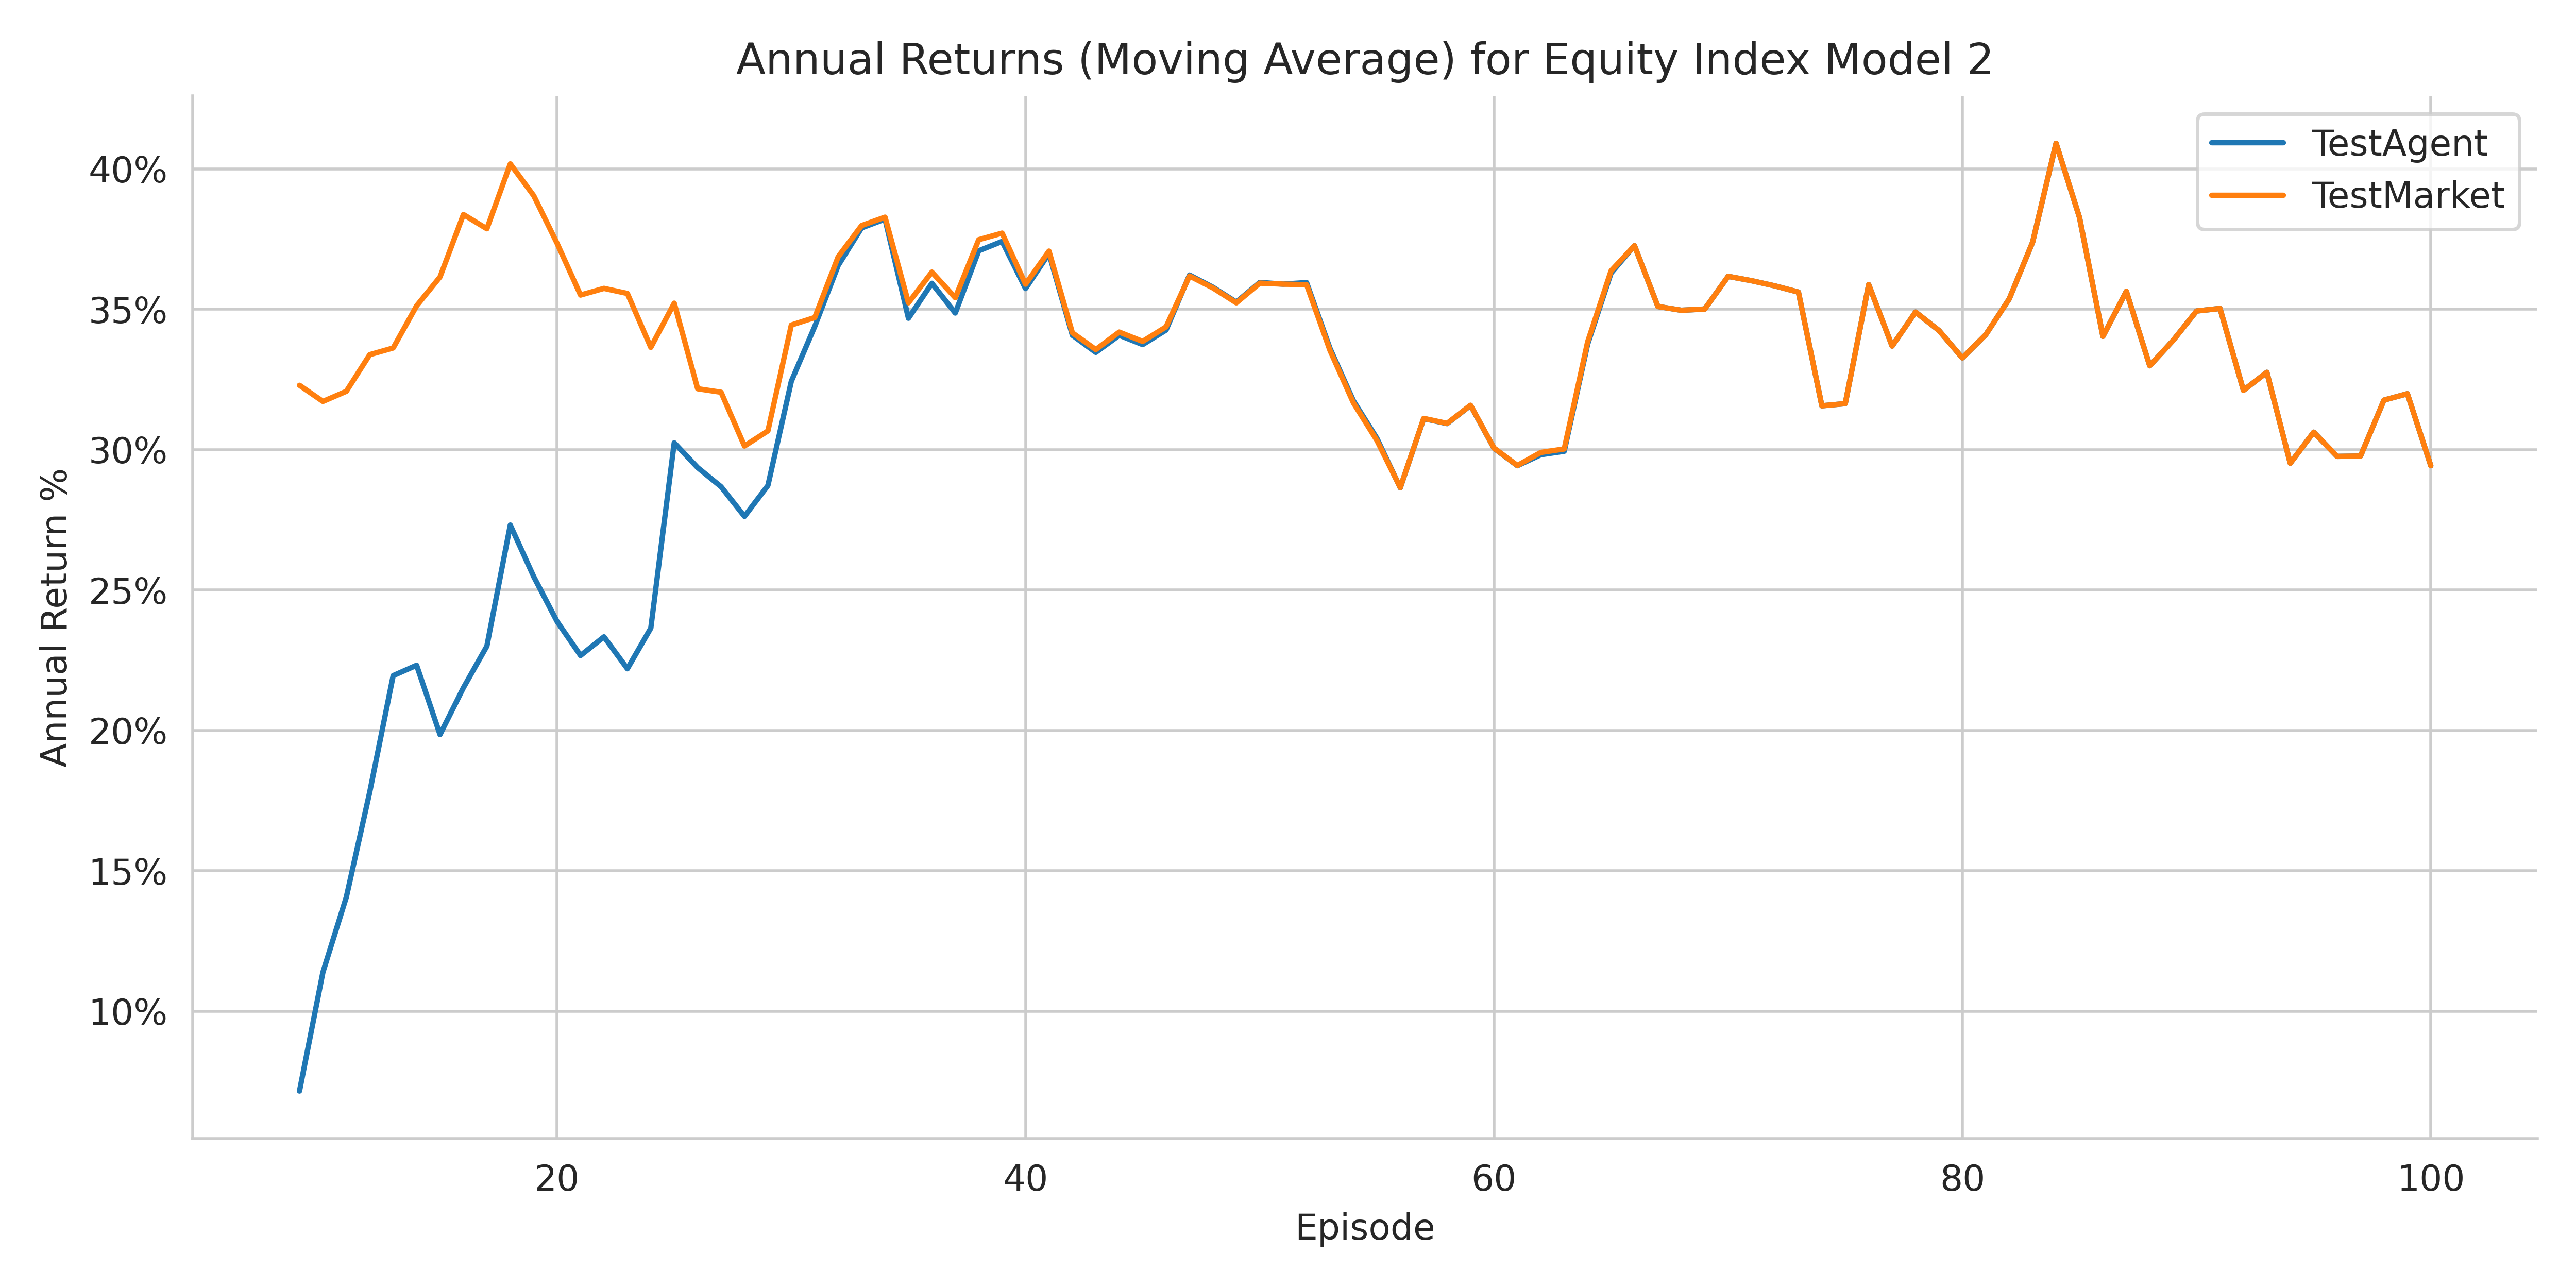 Annual Returns (Moving Average) for Equity Index Model 2
TestAgent
TestMarket
Annual Return %
40%
35%
30%
25%
20%
15%
10%
20
40
60
80
100
Episode